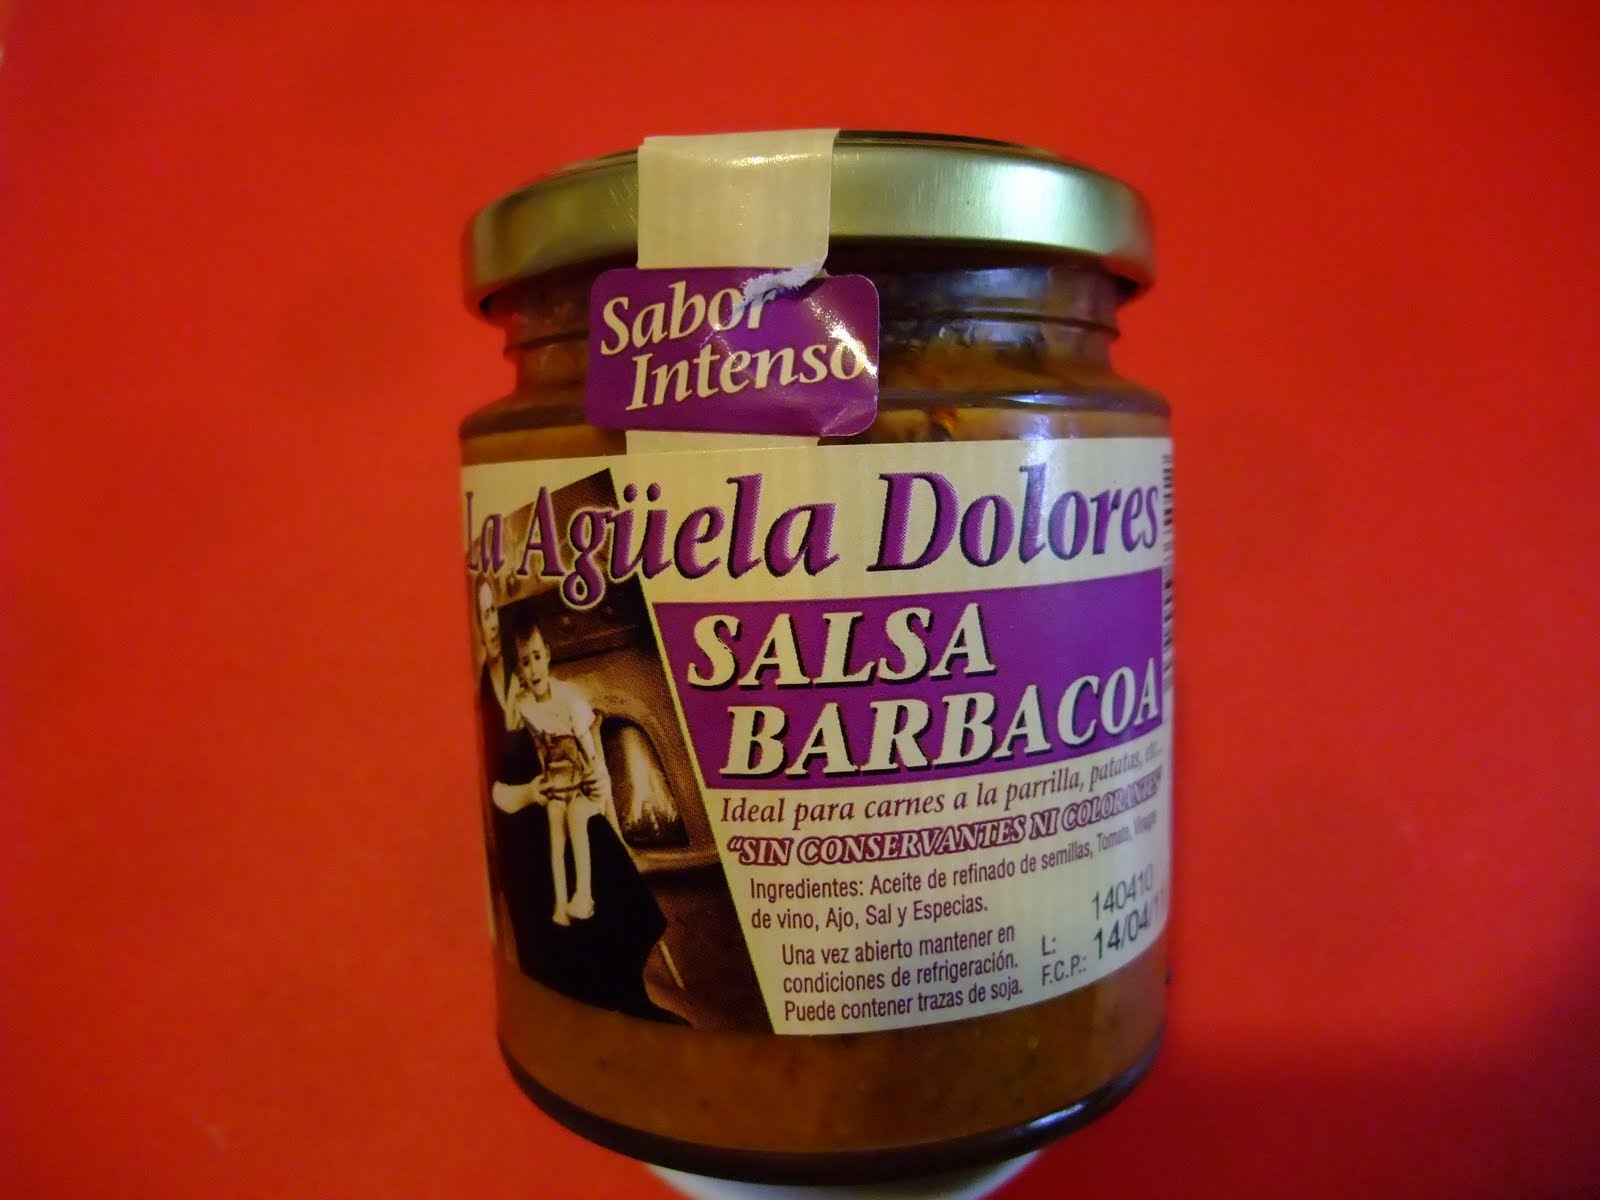 Sabor
Intenso
La Agüela Dolores
SALSA
BARBACOA
Ideal para carnes a la parrilla, patatas, etc...
"SIN CONSERVANTES NI COLORANTES"
Ingredientes: Aceite de refinado de semillas, Tomate, Vinagre
de vino, Ajo, Sal y Especias.
Una vez abierto mantener en
condiciones de refrigeración.
Puede contener trazas de soja.
L: 140410
F.C.P.: 14/04/